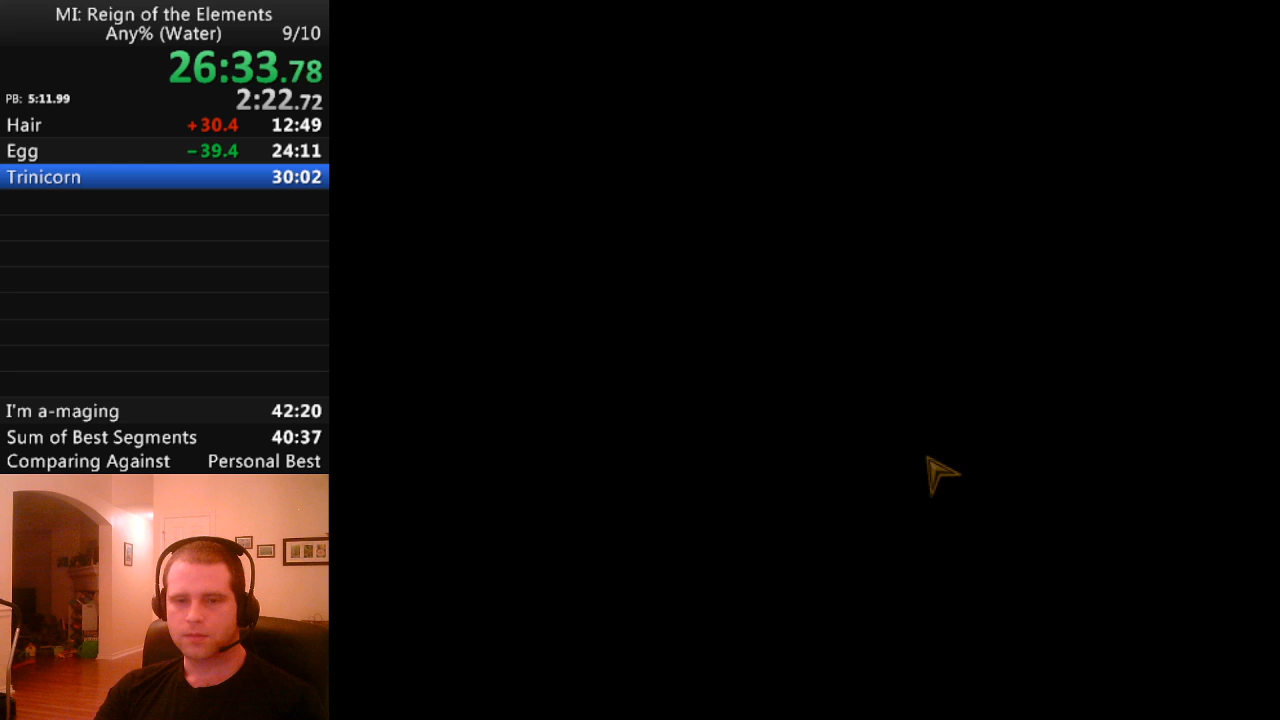 MI: Reign of the Elements
Any% (Water) 9/10
26:33.78
PB: 5:11.99 2:22.72
Hair +30.4 12:49
Egg −39.4 24:11
Trinicorn 30:02
I'm a-maging 42:20
Sum of Best Segments 40:37
Comparing Against Personal Best